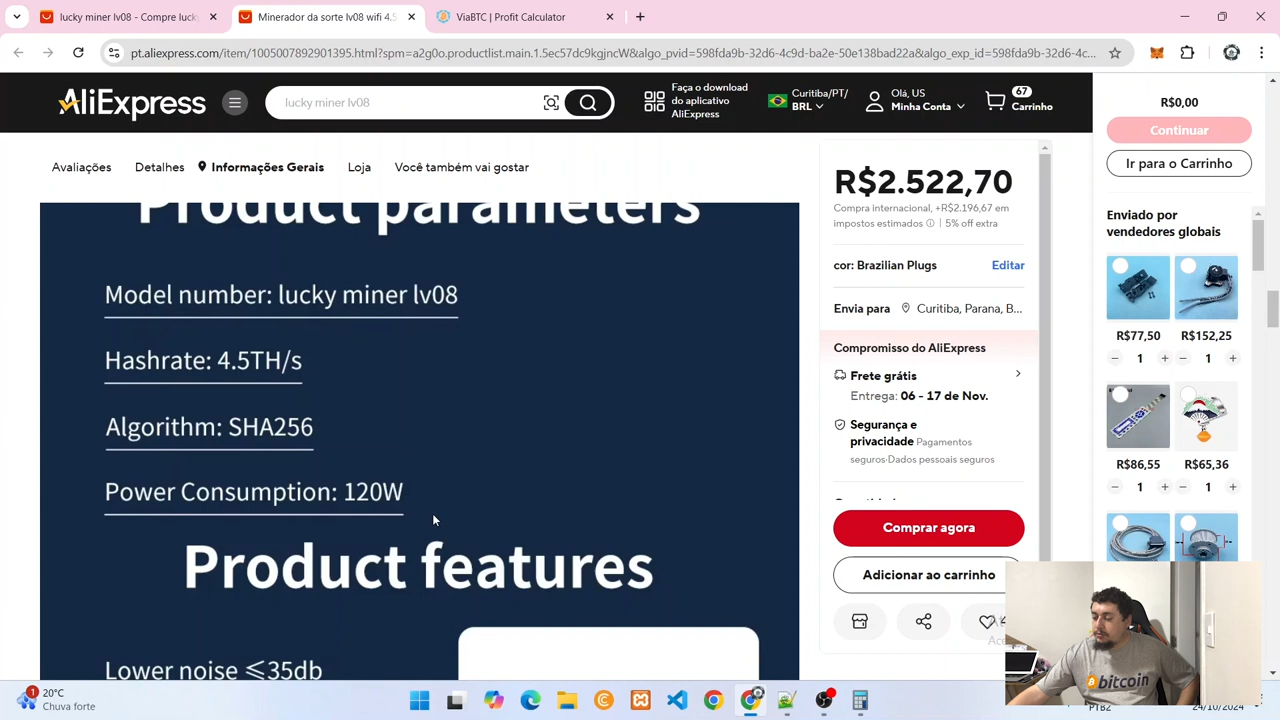 lucky miner lv08 - Compre lucky
Minerador da sorte lv08 wifi 4.5
ViaBTC | Profit Calculator
pt.aliexpress.com/item/1005007892901395.html?spm=a2g0o.productlist.main.1.5ec57dc9kgjncW&algo_pvid=598fda9b-32d6-4c9d-ba2e-50e138bad22a&algo_exp_id=598fda9b-32d6-4c...
AliExpress
lucky miner lv08
Faça o download
do aplicativo
AliExpress
Curitiba/PT/
BRL
Olá, US
Minha Conta
67
Carrinho
R$0,00
Continuar
Ir para o Carrinho
Avaliações
Detalhes
Informações Gerais
Loja
Você também vai gostar
Product parameters
Model number: lucky miner lv08
Hashrate: 4.5TH/s
Algorithm: SHA256
Power Consumption: 120W
Product features
Lower noise ≤35db
R$2.522,70
Compra internacional, +R$2.196,67 em
impostos estimados | 5% off extra
cor: Brazilian Plugs
Editar
Envia para
Curitiba, Parana, B...
Compromisso do AliExpress
Frete grátis
Entrega: 06 - 17 de Nov.
Segurança e
privacidade Pagamentos
seguros·Dados pessoais seguros
Comprar agora
Adicionar ao carrinho
Enviado por
vendedores globais
R$77,50
R$152,25
− 1 +
− 1 +
R$86,55
R$65,36
− 1 +
− 1 +
bitcoin
1
20°C
Chuva forte
PTB2
24/10/2024